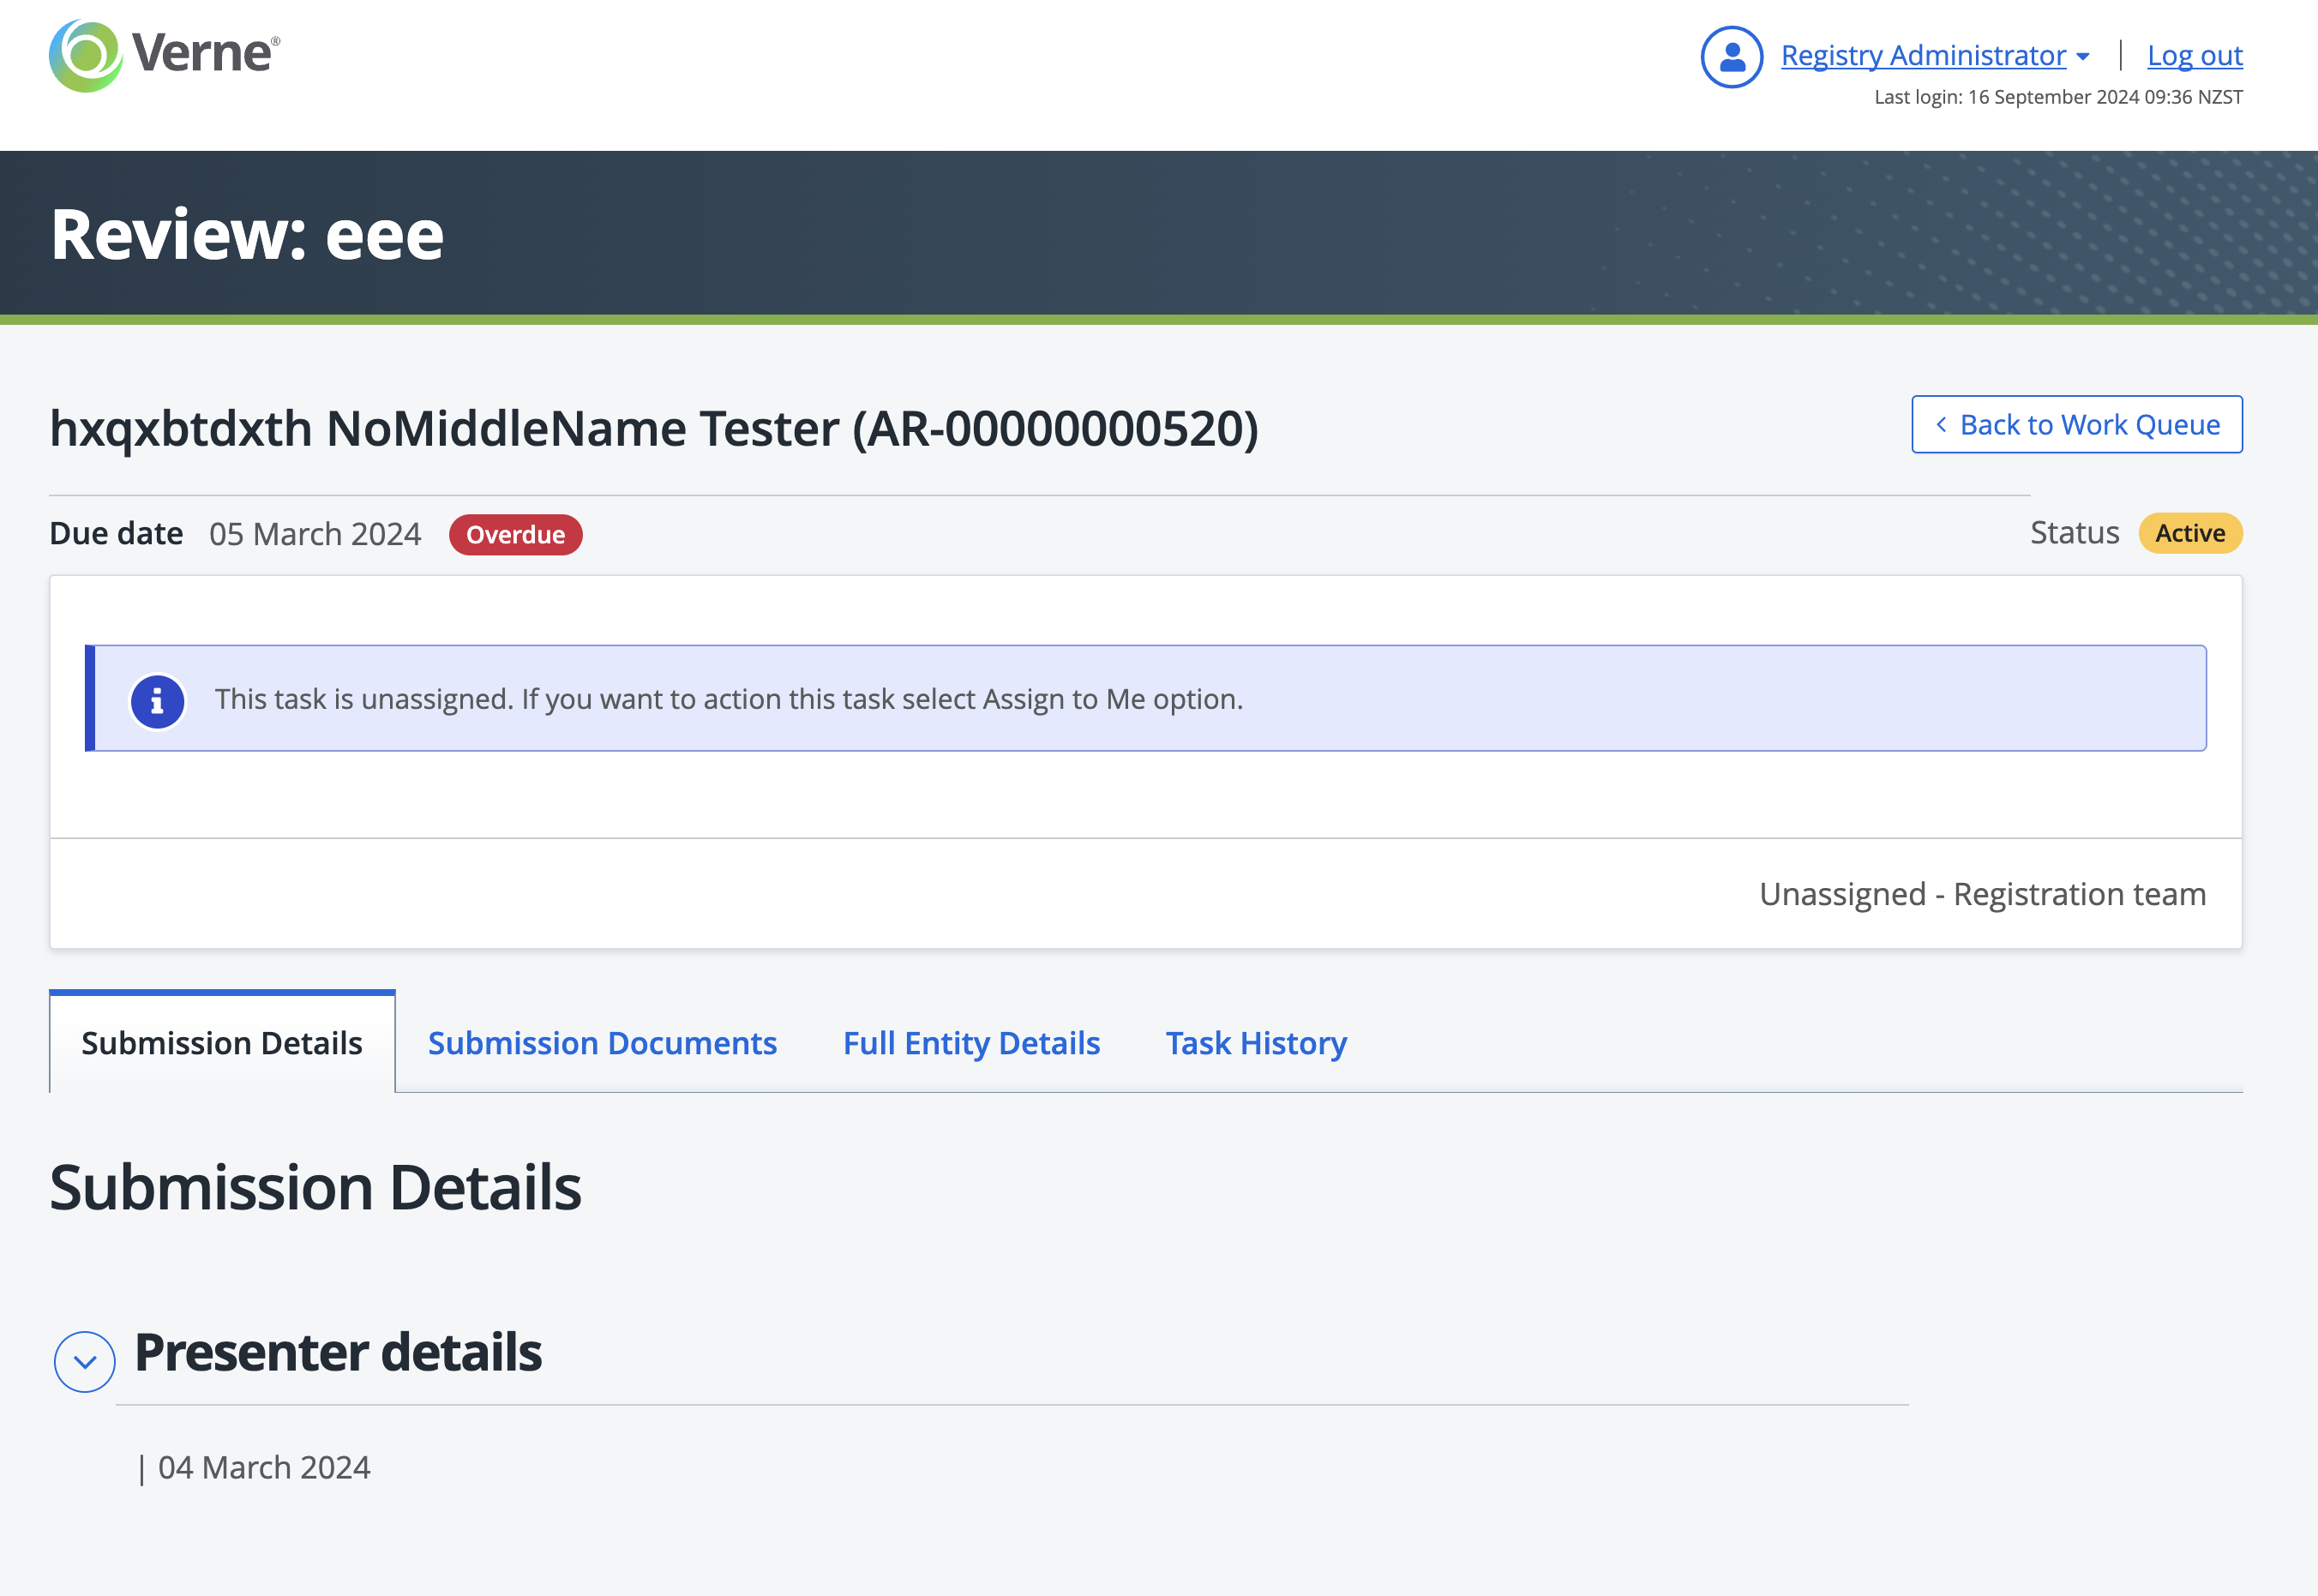 Verne®
Registry Administrator | Log out
Last login: 16 September 2024 09:36 NZST
Review: eee
hxqxbtdxth NoMiddleName Tester (AR-00000000520)
Back to Work Queue
Due date 05 March 2024 Overdue
Status Active
This task is unassigned. If you want to action this task select Assign to Me option.
Unassigned - Registration team
Submission Details Submission Documents Full Entity Details Task History
Submission Details
Presenter details
| 04 March 2024